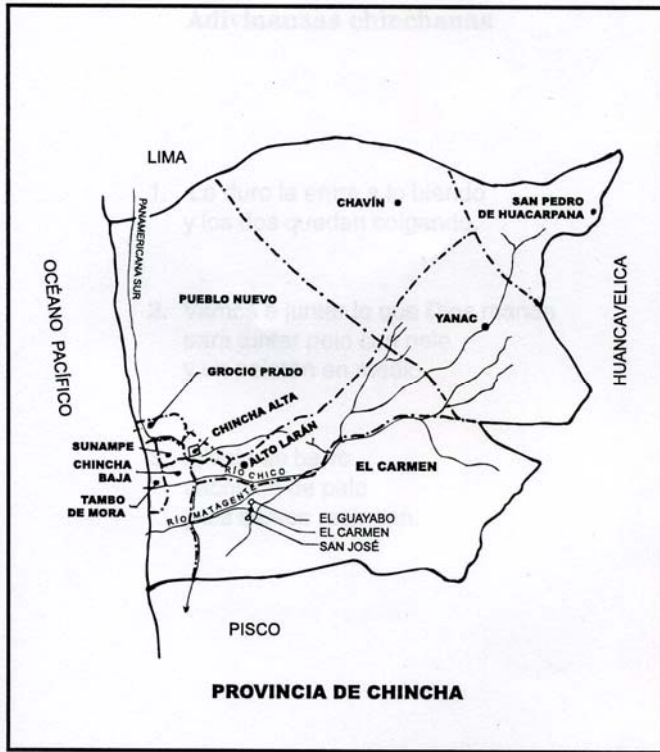 LIMA
CHAVÍN
SAN PEDRO
DE HUACARPANA
PANAMERICANA SUR
OCÉANO PACÍFICO
PUEBLO NUEVO
YANAC
HUANCAVELICA
GROCIO PRADO
CHINCHA ALTA
SUNAMPE
ALTO LARÁN
CHINCHA
BAJA
RÍO CHICO
EL CARMEN
TAMBO
DE MORA
RÍO MATAGENTE
EL GUAYABO
EL CARMEN
SAN JOSÉ
PISCO
PROVINCIA DE CHINCHA